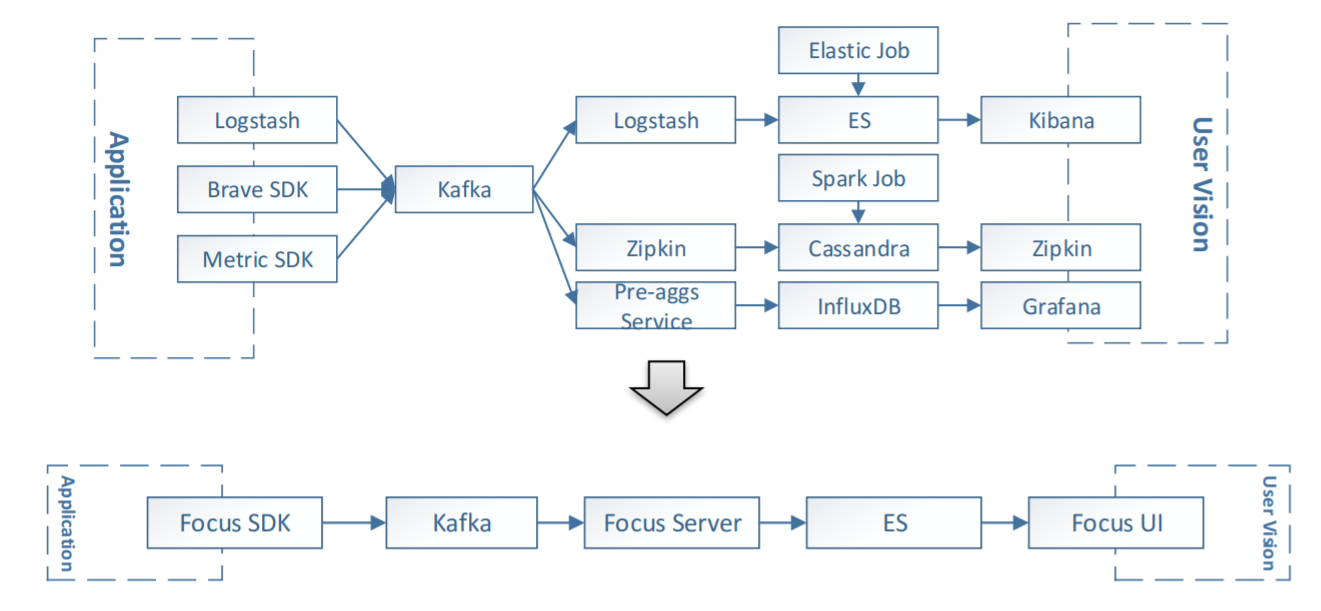 Elastic Job
Application
Logstash
Logstash
ES
Kibana
User Vision
Brave SDK
Kafka
Spark Job
Metric SDK
Zipkin
Cassandra
Zipkin
Pre-aggs
Service
InfluxDB
Grafana
Application
Focus SDK
Kafka
Focus Server
ES
Focus UI
User Vision